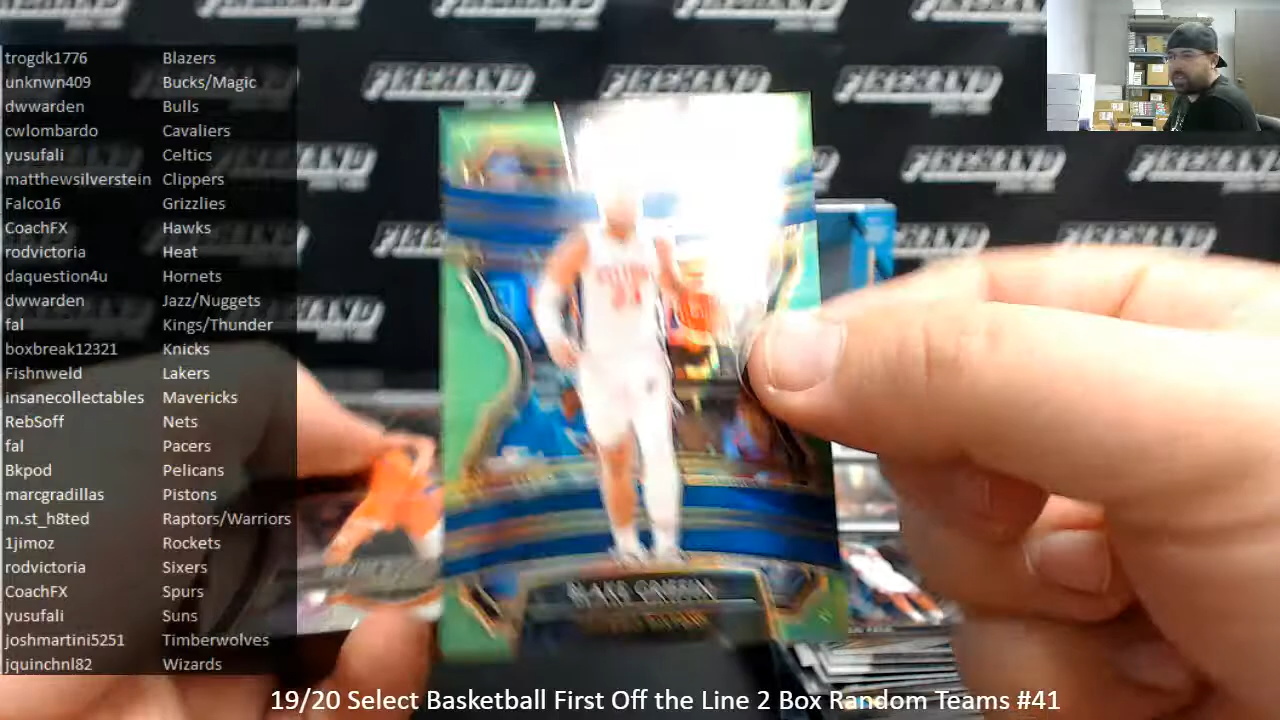 FIREHAND
trogdk1776 Blazers
unknwn409 Bucks/Magic
dwwarden Bulls
cwlombardo Cavaliers
yusufali Celtics
matthewsilverstein Clippers
Falco16 Grizzlies
CoachFX Hawks
rodvictoria Heat
daquestion4u Hornets
dwwarden Jazz/Nuggets
fal Kings/Thunder
boxbreak12321 Knicks
Fishnweld Lakers
insanecollectables Mavericks
RebSoff Nets
fal Pacers
Bkpod Pelicans
marcgradillas Pistons
m.st_h8ted Raptors/Warriors
1jimoz Rockets
rodvictoria Sixers
CoachFX Spurs
yusufali Suns
joshmartini5251 Timberwolves
jquinchnl82 Wizards
BLAKE GRIFFIN
19/20 Select Basketball First Off the Line 2 Box Random Teams #41